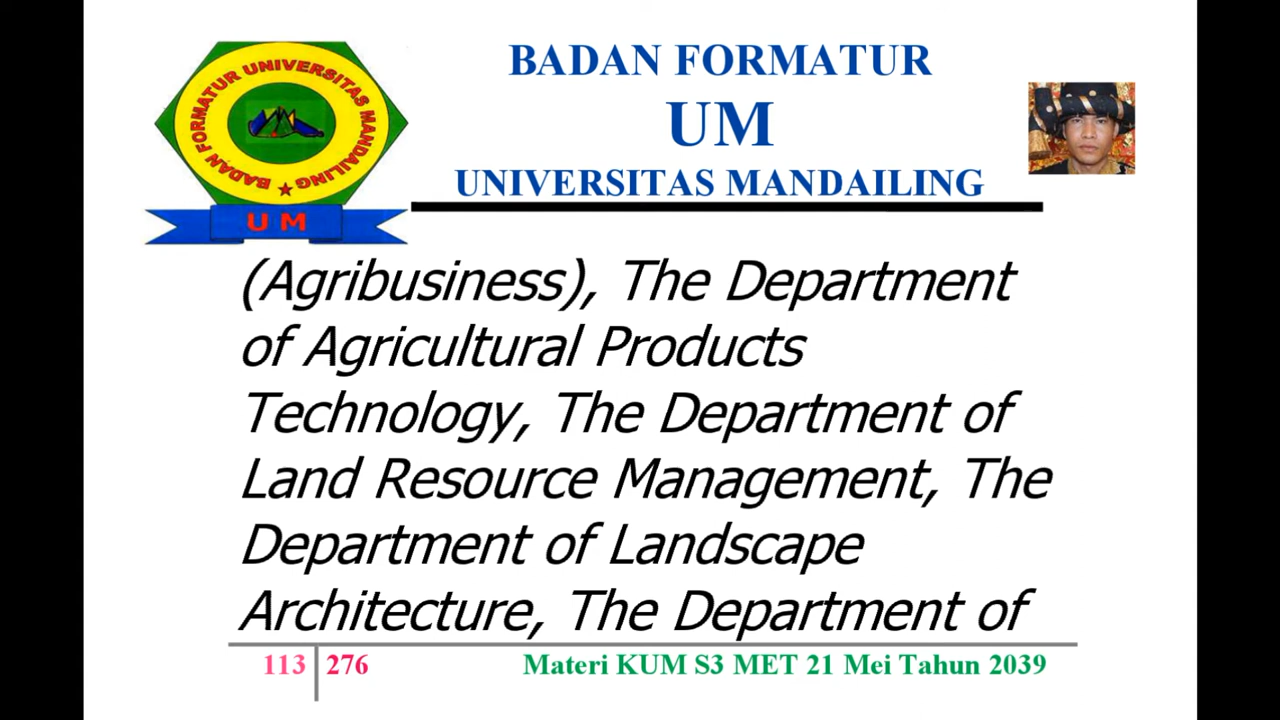 BADAN FORMATUR UNIVERSITAS MANDAILING
UM
BADAN FORMATUR
UM
UNIVERSITAS MANDAILING
(Agribusiness), The Department
of Agricultural Products
Technology, The Department of
Land Resource Management, The
Department of Landscape
Architecture, The Department of
113 276 Materi KUM S3 MET 21 Mei Tahun 2039